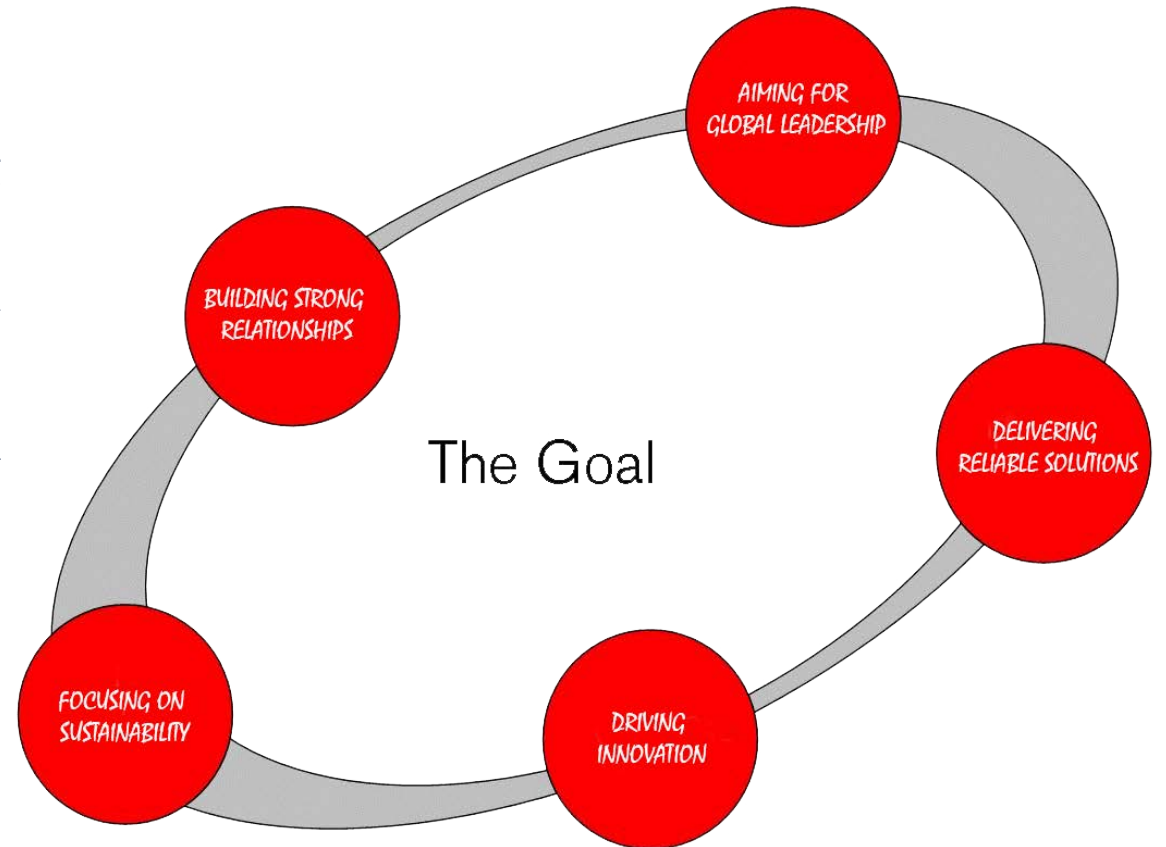 AIMING FOR
GLOBAL LEADERSHIP
BUILDING STRONG
RELATIONSHIPS
The Goal
DELIVERING
RELIABLE SOLUTIONS
FOCUSING ON
SUSTAINABILITY
DRIVING
INNOVATION